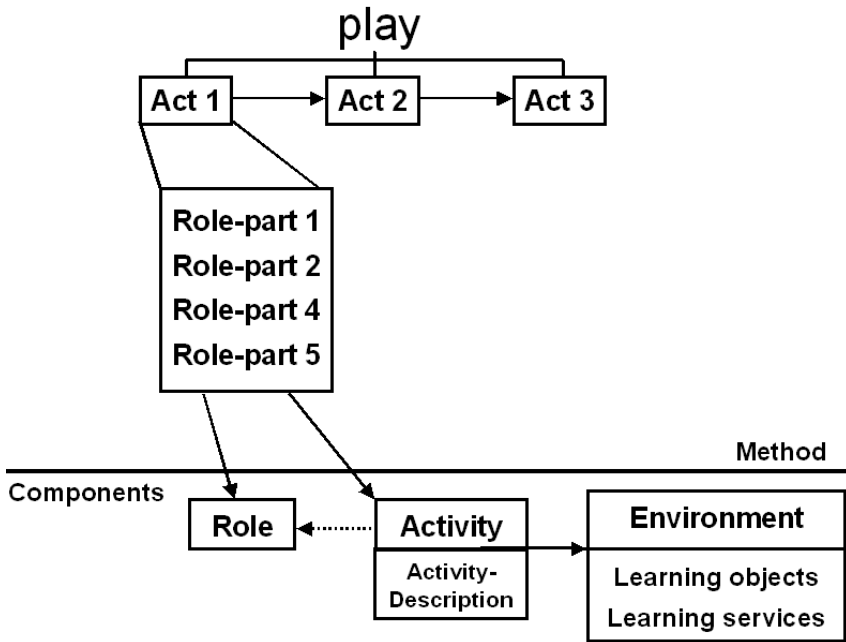 play
Act 1
Act 2
Act 3
Role-part 1
Role-part 2
Role-part 4
Role-part 5
Method
Components
Role
Activity
Activity-
Description
Environment
Learning objects
Learning services